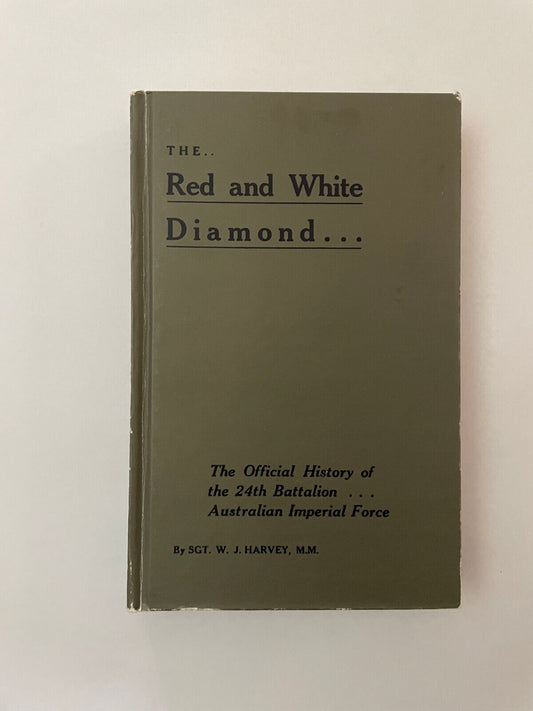 THE..
Red and White
Diamond...
The Official History of
the 24th Battalion ...
Australian Imperial Force
By SGT. W. J. HARVEY, M.M.